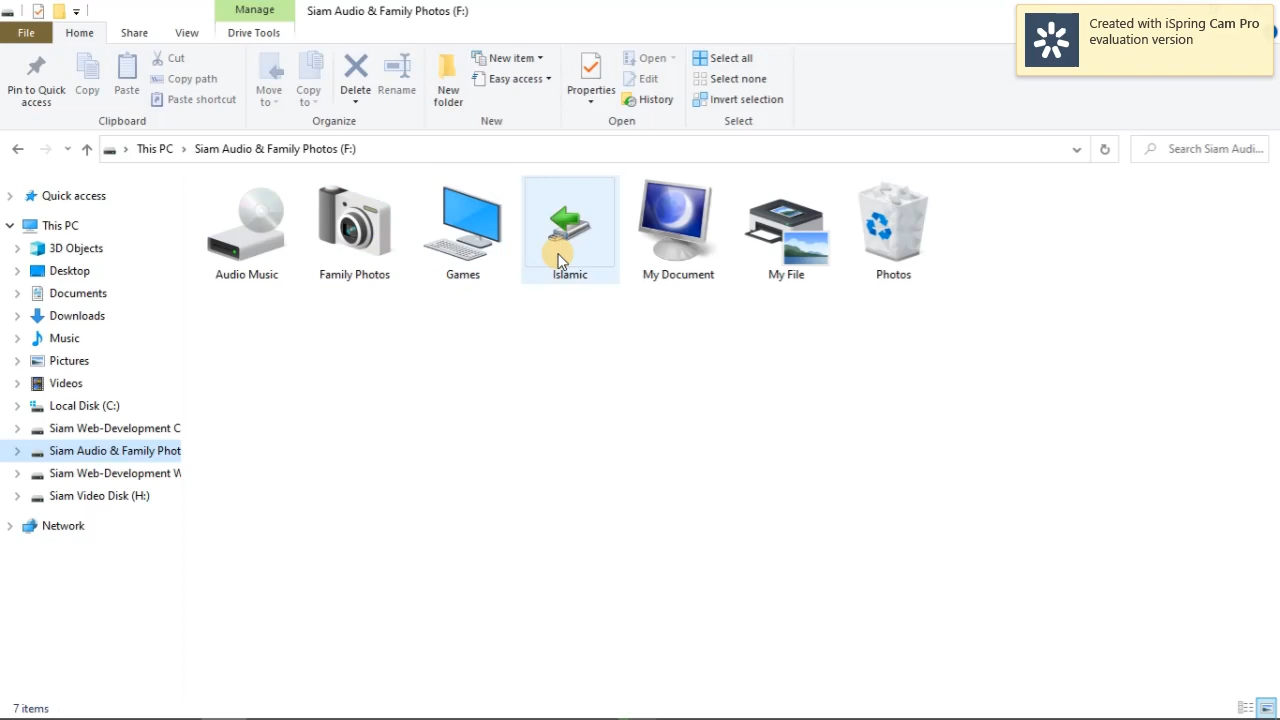 Manage
Siam Audio & Family Photos (F:)
File
Home
Share
View
Drive Tools
Created with iSpring Cam Pro
evaluation version
Pin to Quick
access
Copy
Paste
Cut
Copy path
Paste shortcut
Clipboard
Move
to
Copy
to
Delete
Rename
Organize
New
folder
New item
Easy access
New
Properties
Open
Edit
History
Open
Select all
Select none
Invert selection
Select
This PC
Siam Audio & Family Photos (F:)
Search Siam Audi...
Quick access
This PC
3D Objects
Desktop
Documents
Downloads
Music
Pictures
Videos
Local Disk (C:)
Siam Web-Development C
Siam Audio & Family Phot
Siam Web-Development W
Siam Video Disk (H:)
Network
Audio Music
Family Photos
Games
Islamic
My Document
My File
Photos
7 items